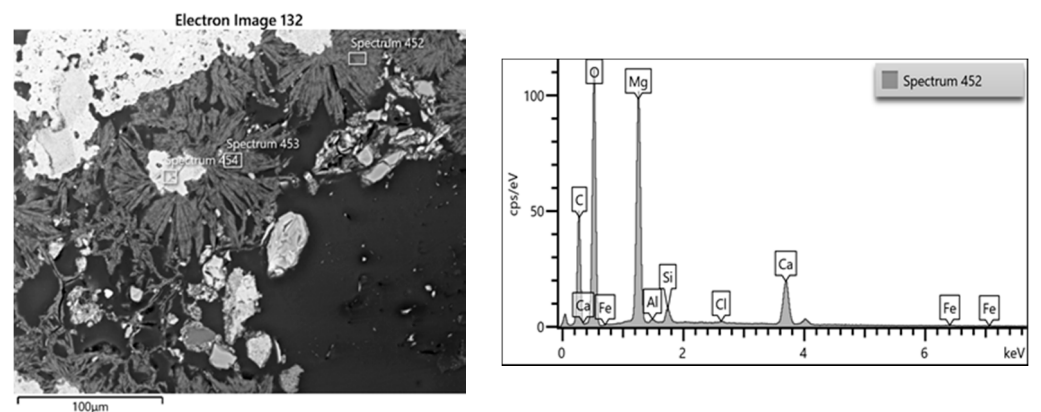 Electron Image 132
Spectrum 452
Spectrum 453
Spectrum 454
100µm
Spectrum 452
cps/eV
100
50
0
O
Mg
C
Ca
Fe
Al
Si
Cl
Ca
Fe
Fe
0
2
4
6
keV